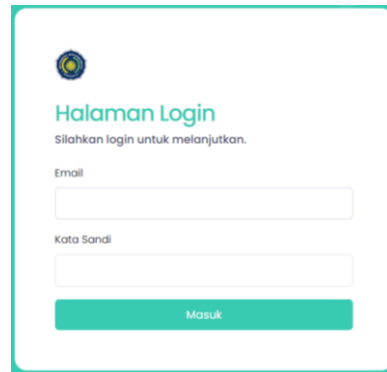 Halaman Login
Silahkan login untuk melanjutkan.
Email
Kata Sandi
Masuk